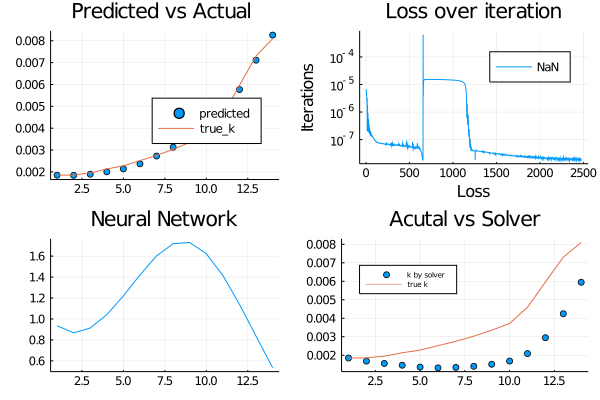 Predicted vs Actual
0.008
0.007
0.006
0.005
0.004
0.003
0.002
2.5 5.0 7.5 10.0 12.5
predicted
true_k
Loss over iteration
Iterations
10⁻⁴
10⁻⁵
10⁻⁶
10⁻⁷
0 500 1000 1500 2000 2500
Loss
NaN
Neural Network
1.6
1.4
1.2
1.0
0.8
0.6
2.5 5.0 7.5 10.0 12.5
Acutal vs Solver
0.008
0.007
0.006
0.005
0.004
0.003
0.002
2.5 5.0 7.5 10.0 12.5
k by solver
true k